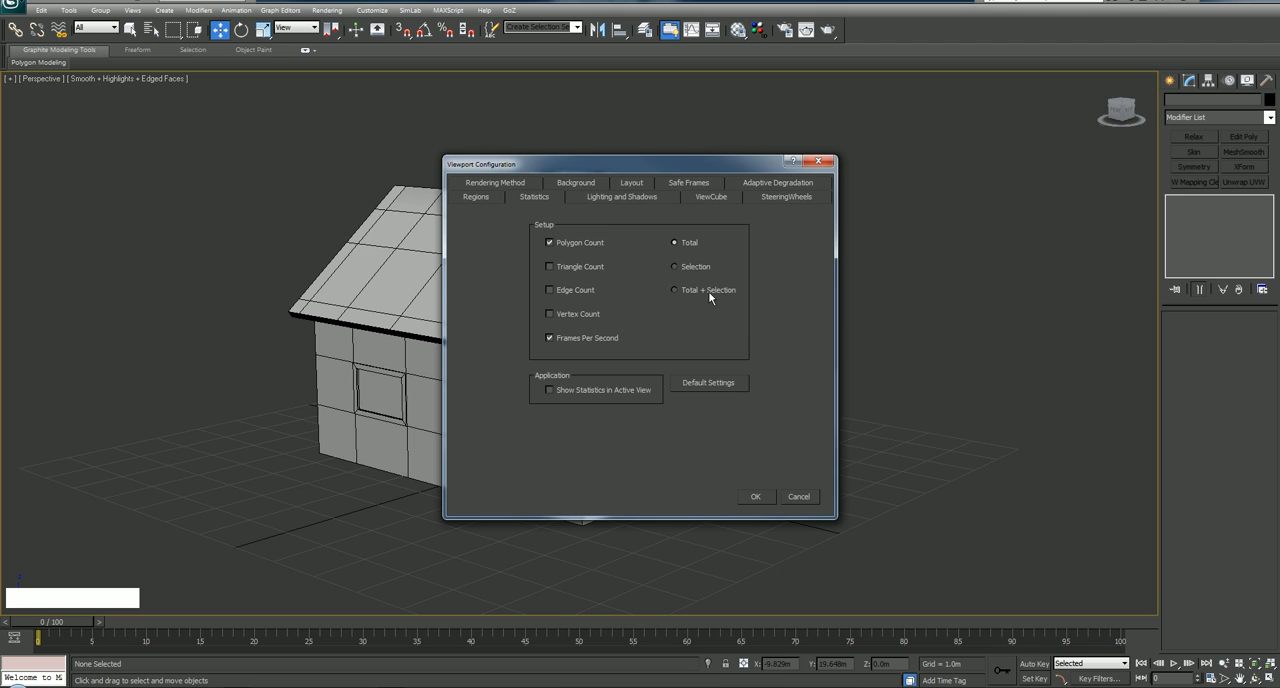 Edit Tools Group Views Create Modifiers Animation Graph Editors Rendering Customize SimLab MAXScript Help GoZ
All View Create Selection Se
Graphite Modeling Tools Freeform Selection Object Paint
Polygon Modeling
[ + ] [ Perspective ] [ Smooth + Highlights + Edged Faces ]
Modifier List
Relax Edit Poly
Skin MeshSmooth
Symmetry XForm
W Mapping Cle Unwrap UVW
Viewport Configuration
Rendering Method Background Layout Safe Frames Adaptive Degradation
Regions Statistics Lighting and Shadows ViewCube SteeringWheels
Setup
Polygon Count Total
Triangle Count Selection
Edge Count Total + Selection
Vertex Count
Frames Per Second
Application
Show Statistics in Active View Default Settings
OK Cancel
z
< 0 / 100 >
0 5 10 15 20 25 30 35 40 45 50 55 60 65 70 75 80 85 90 95 100
None Selected X: -9.829m Y: 19.648m Z: 0.0m Grid = 1.0m Auto Key Selected
Welcome to M Click and drag to select and move objects Add Time Tag Set Key Key Filters... 0